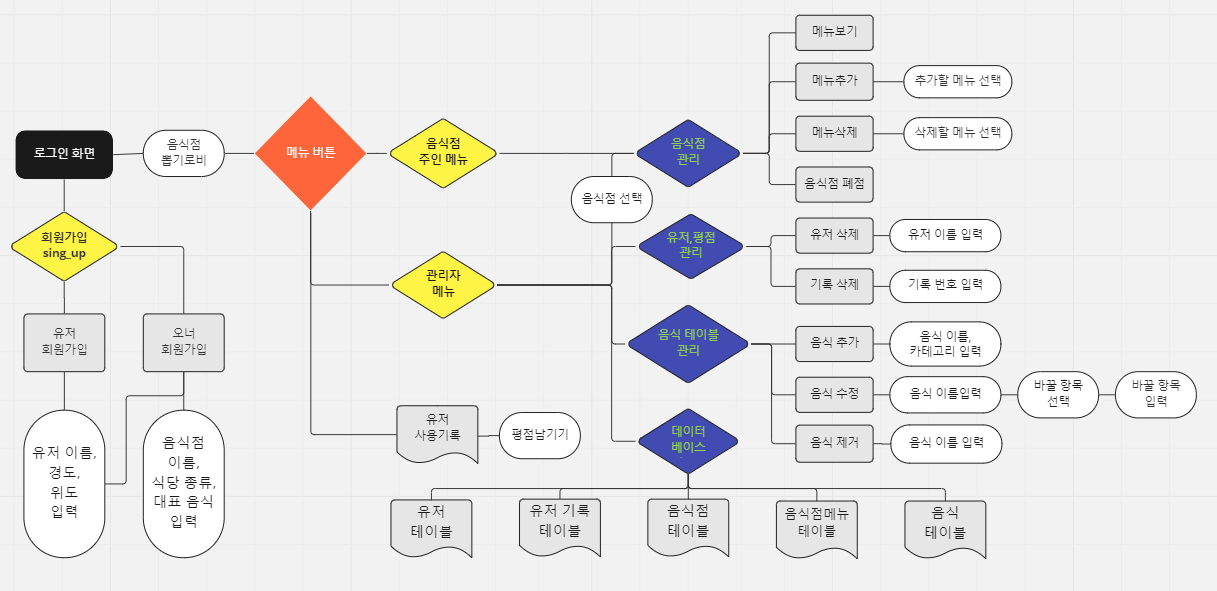 메뉴보기
메뉴추가
추가할 메뉴 선택
로그인 화면
음식점
뽑기로비
메뉴 버튼
음식점
주인 메뉴
음식점
관리
메뉴삭제
삭제할 메뉴 선택
음식점 폐점
음식점 선택
회원가입
sing_up
유저,평점
관리
유저 삭제
유저 이름 입력
관리자
메뉴
기록 삭제
기록 번호 입력
유저
회원가입
오너
회원가입
음식 테이블
관리
음식 추가
음식 이름,
카테고리 입력
음식 수정
음식 이름입력
바꿀 항목
선택
바꿀 항목
입력
유저
사용기록
평점남기기
데이터
베이스
음식 제거
음식 이름 입력
유저 이름,
경도,
위도
입력
음식점
이름,
식당 종류,
대표 음식
입력
유저
테이블
유저 기록
테이블
음식점
테이블
음식점메뉴
테이블
음식
테이블